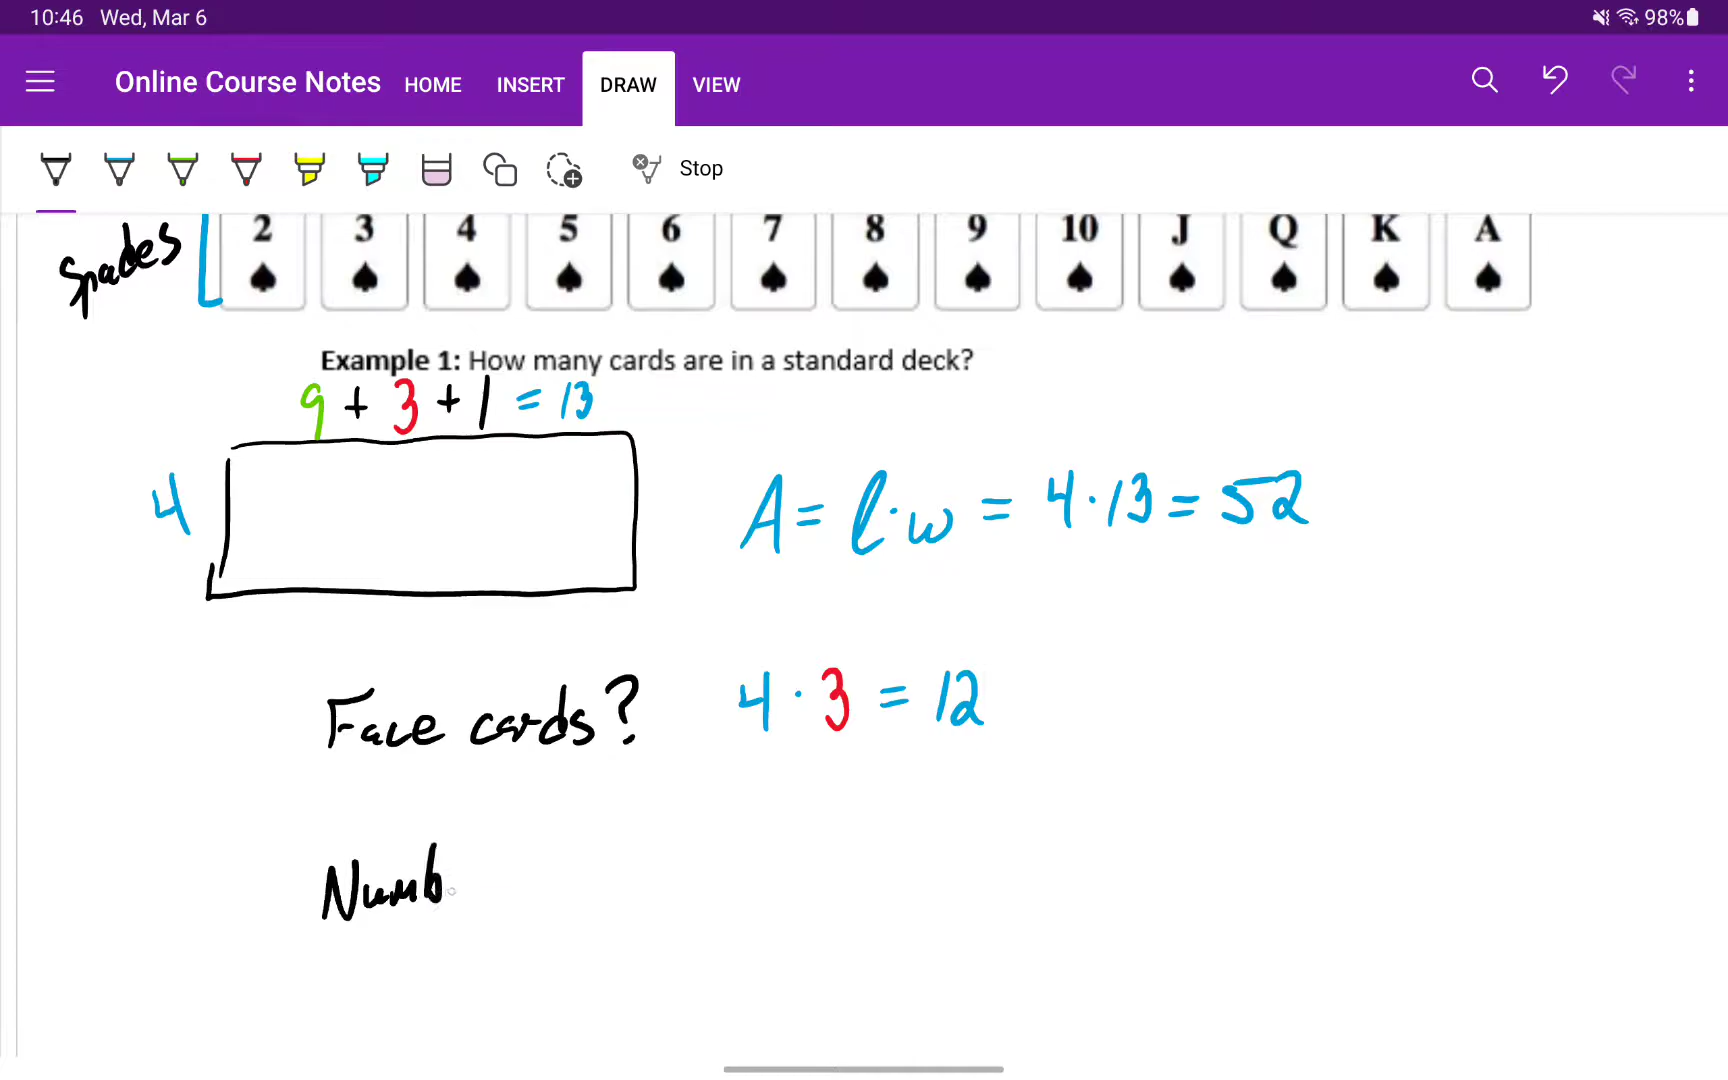 10:46 Wed, Mar 6 98%
Online Course Notes HOME INSERT DRAW VIEW
Stop
Spades
2 3 4 5 6 7 8 9 10 J Q K A
Example 1: How many cards are in a standard deck?
9 + 3 + 1 = 13
4
A = l · w = 4 · 13 = 52
Face cards? 4 · 3 = 12
Numb